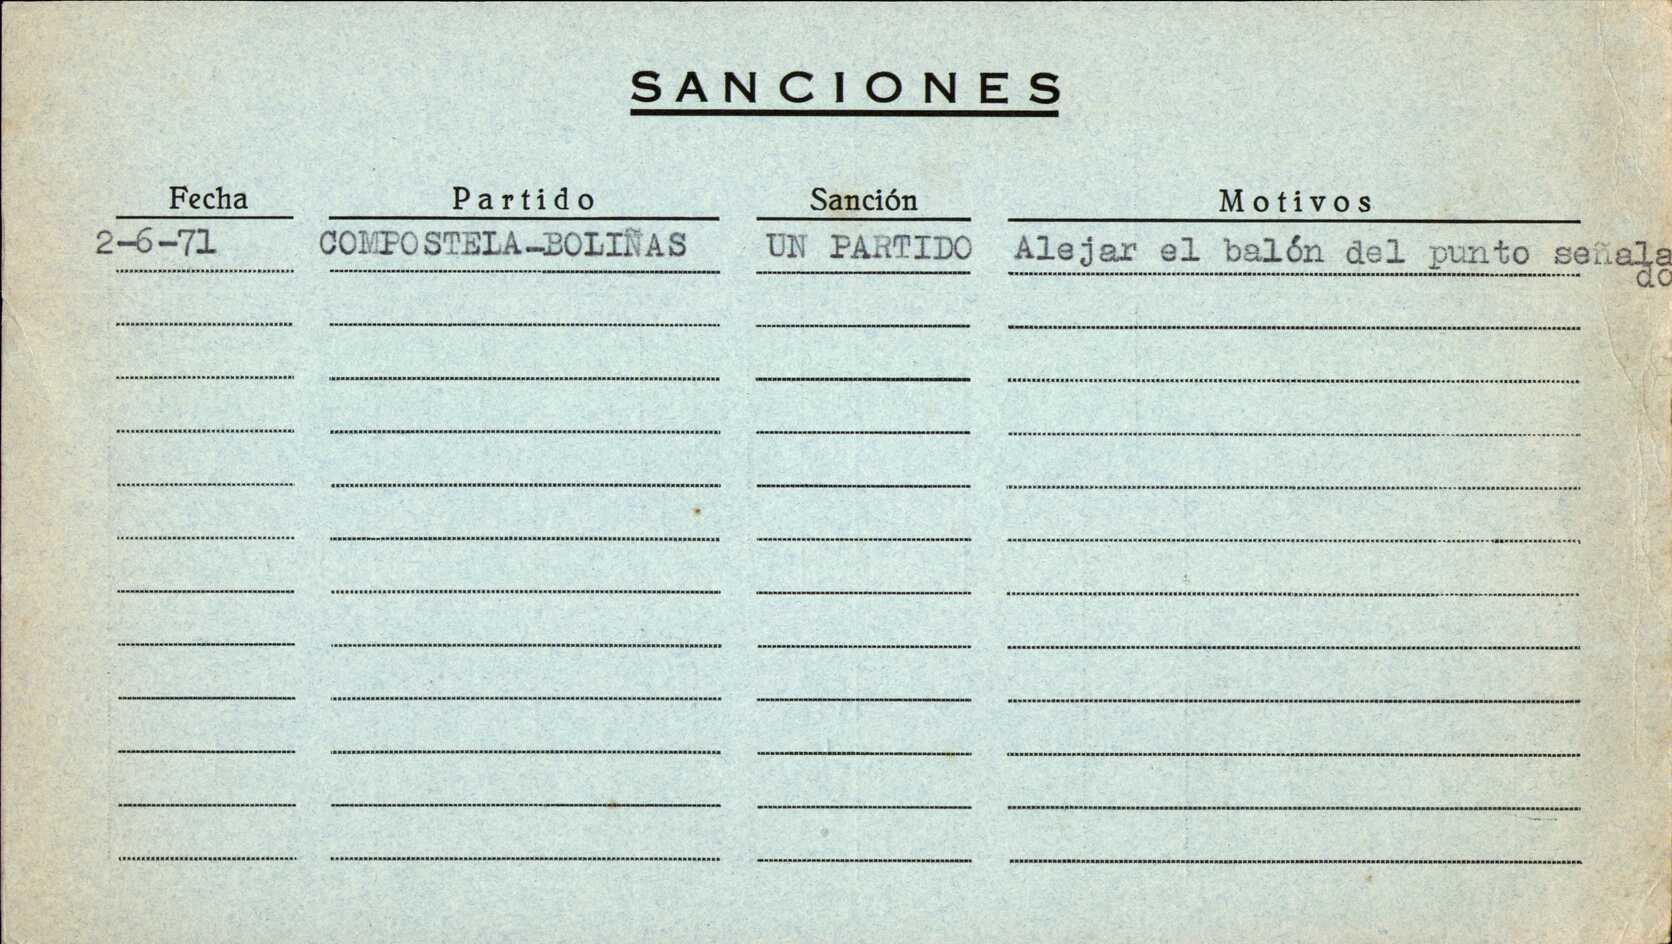 SANCIONES
Fecha Partido Sanción Motivos
2-6-71 COMPOSTELA-BOLIÑAS UN PARTIDO Alejar el balón del punto señala
do